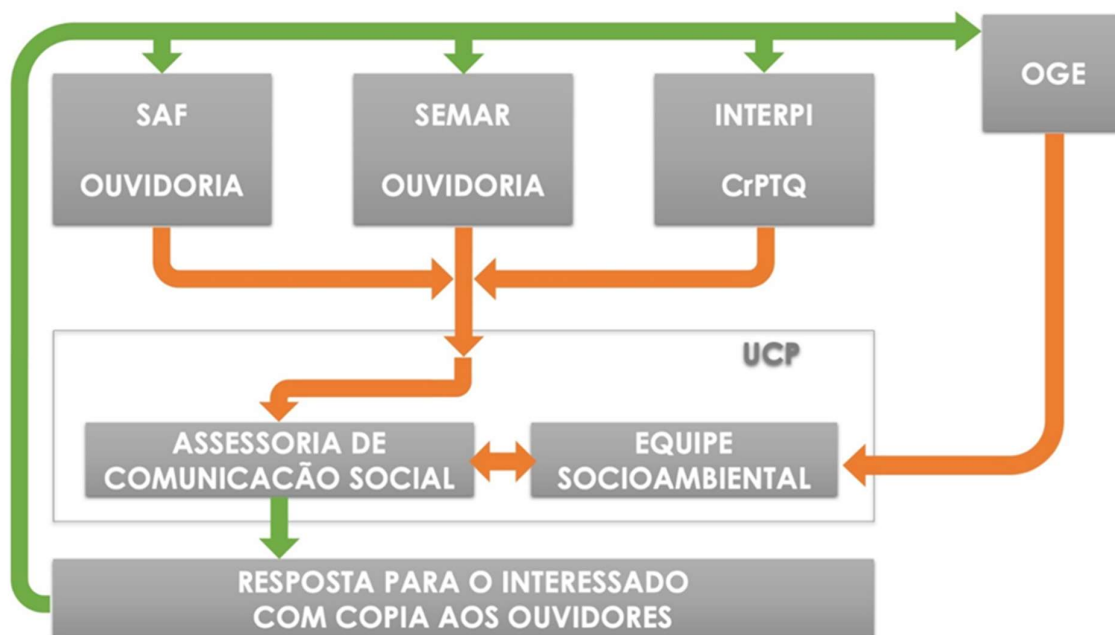 SAF
OUVIDORIA
SEMAR
OUVIDORIA
INTERPI
CrPTQ
OGE
UCP
ASSESSORIA DE
COMUNICAÇÃO SOCIAL
EQUIPE
SOCIOAMBIENTAL
RESPOSTA PARA O INTERESSADO
COM COPIA AOS OUVIDORES